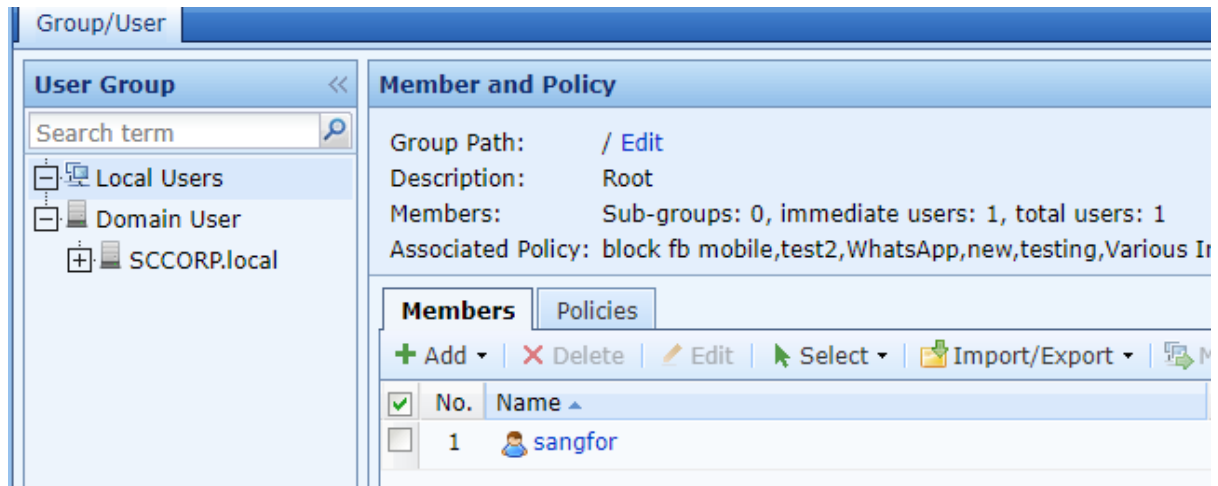 Group/User
User Group
Search term
Local Users
Domain User
SCCORP.local
Member and Policy
Group Path: / Edit
Description: Root
Members: Sub-groups: 0, immediate users: 1, total users: 1
Associated Policy: block fb mobile,test2,WhatsApp,new,testing,Various
Members Policies
Add Delete Edit Select Import/Export
No. Name
1 sangfor